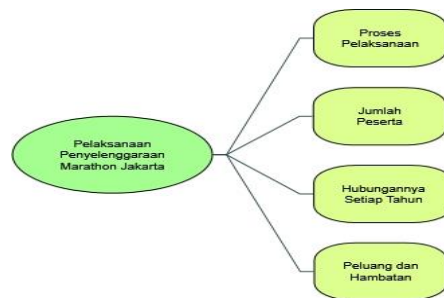 Pelaksanaan
Penyelenggaraan
Marathon Jakarta
Proses
Pelaksanaan
Jumlah
Peserta
Hubungannya
Setiap Tahun
Peluang dan
Hambatan